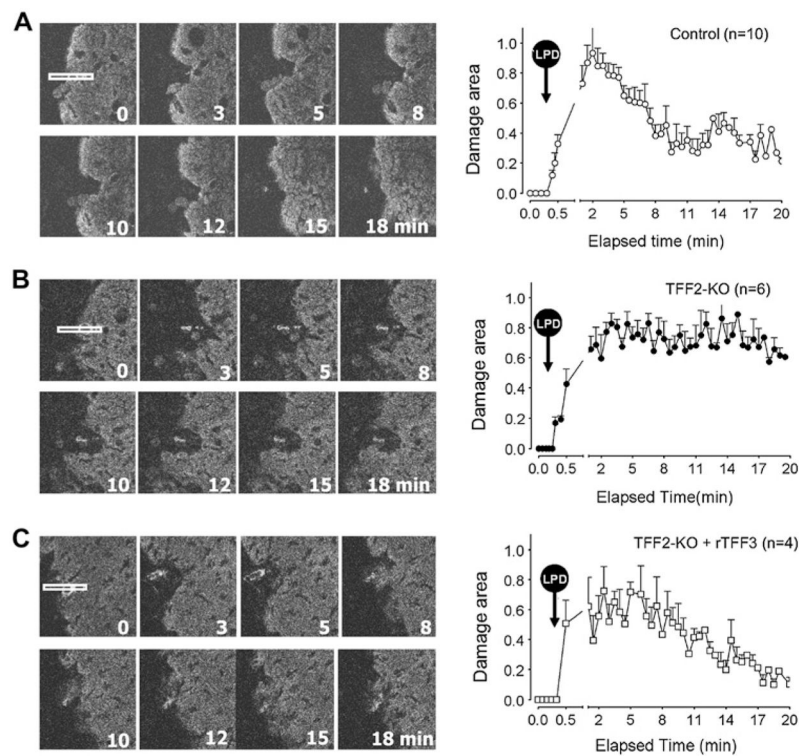 A
0 3 5 8
10 12 15 18 min
Control (n=10)
LPD
Damage area
1.0
0.8
0.6
0.4
0.2
0.0
0.0 0.5 2 5 8 11 14 17 20
Elapsed time (min)
B
0 3 5 8
10 12 15 18 min
TFF2-KO (n=6)
LPD
Damage area
1.0
0.8
0.6
0.4
0.2
0.0
0.0 0.5 2 5 8 11 14 17 20
Elapsed Time(min)
C
0 3 5 8
10 12 15 18 min
TFF2-KO + rTFF3 (n=4)
LPD
Damage area
1.0
0.8
0.6
0.4
0.2
0.0
0.0 0.5 2 5 8 11 14 17 20
Elapsed Time (min)